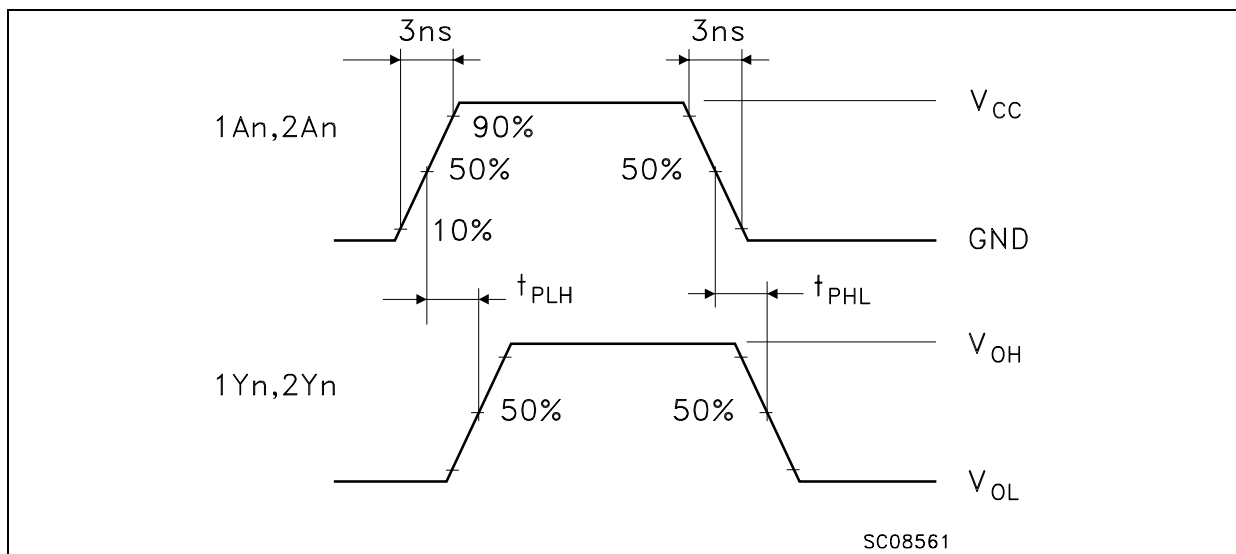 3ns 3ns
1An,2An
V_CC
90%
50% 50%
10%
GND
t_PLH t_PHL
V_OH
1Yn,2Yn
50% 50%
V_OL
SC08561